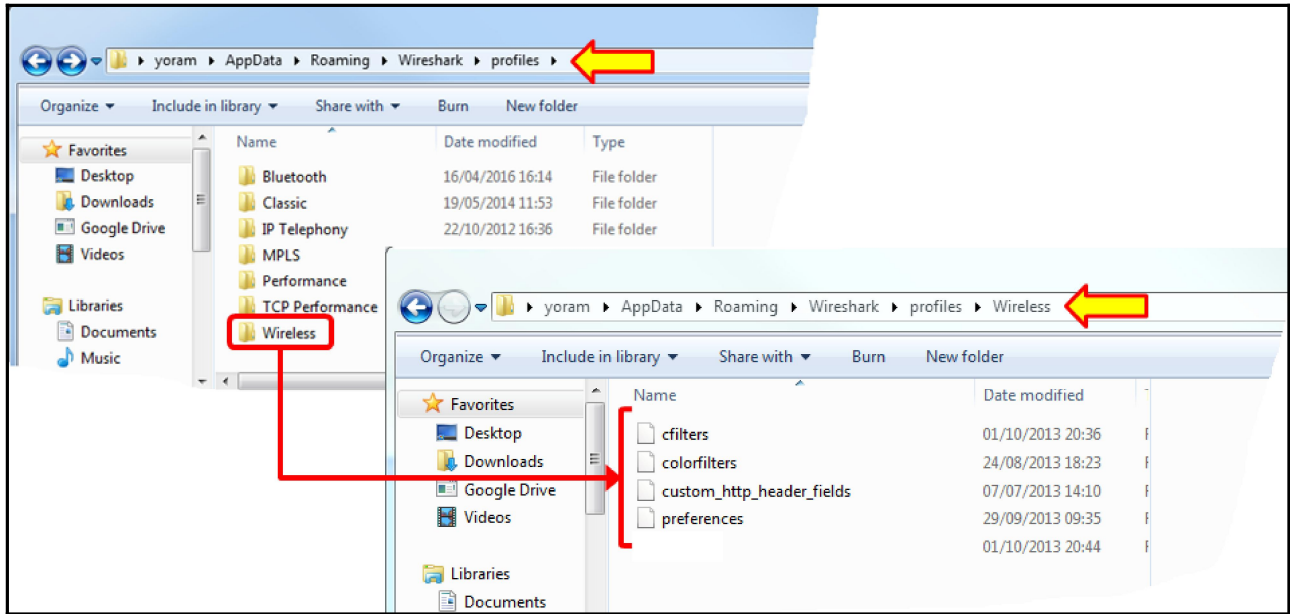 yoram AppData Roaming Wireshark profiles
Organize Include in library Share with Burn New folder
Favorites
Desktop
Downloads
Google Drive
Videos
Libraries
Documents
Music
Name Date modified Type
Bluetooth 16/04/2016 16:14 File folder
Classic 19/05/2014 11:53 File folder
IP Telephony 22/10/2012 16:36 File folder
MPLS
Performance
TCP Performance
Wireless
yoram AppData Roaming Wireshark profiles Wireless
Organize Include in library Share with Burn New folder
Favorites
Desktop
Downloads
Google Drive
Videos
Libraries
Documents
Name Date modified
cfilters 01/10/2013 20:36
colorfilters 24/08/2013 18:23
custom_http_header_fields 07/07/2013 14:10
preferences 29/09/2013 09:35
01/10/2013 20:44